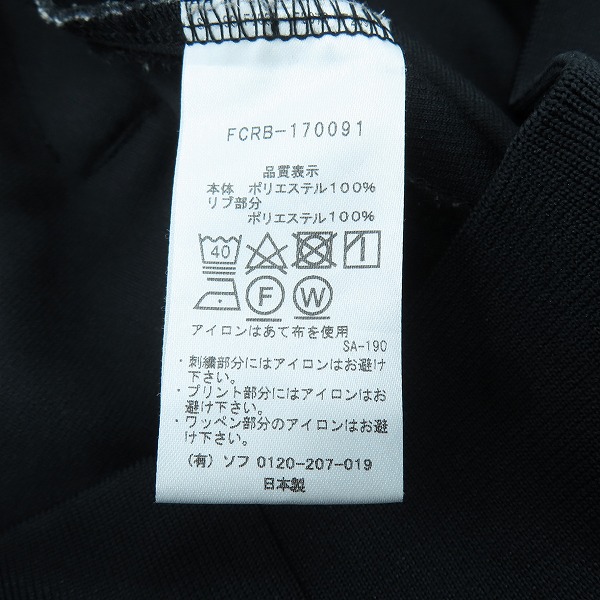 FCRB-170091
品質表示
本体 ポリエステル100%
リブ部分
ポリエステル100%
40
F W
アイロンはあて布を使用
SA-190
・刺繍部分にはアイロンはお避け
下さい。
・プリント部分にはアイロンはお
避け下さい。
・ワッペン部分のアイロンはお避
け下さい。
(有) ソフ 0120-207-019
日本製